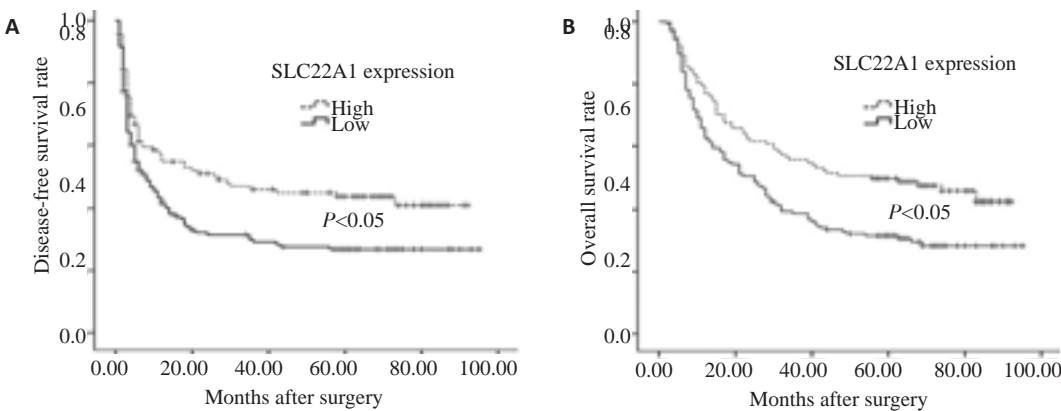 A
Disease-free survival rate
1.0
0.8
0.6
0.4
0.2
0.0
SLC22A1 expression
High
Low
P<0.05
0.00 20.00 40.00 60.00 80.00 100.00
Months after surgery
B
Overall survival rate
1.0
0.8
0.6
0.4
0.2
0.0
SLC22A1 expression
High
Low
P<0.05
0.00 20.00 40.00 60.00 80.00 100.00
Months after surgery